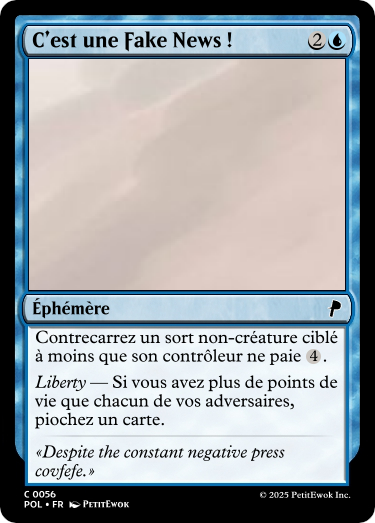 C'est une Fake News ! 2
Éphémère
Contrecarrez un sort non-créature ciblé
à moins que son contrôleur ne paie 4.
Liberty — Si vous avez plus de points de
vie que chacun de vos adversaires,
piochez un carte.
«Despite the constant negative press
covfefe.»
C 0056
POL • FR PetitEwok
© 2025 PetitEwok Inc.